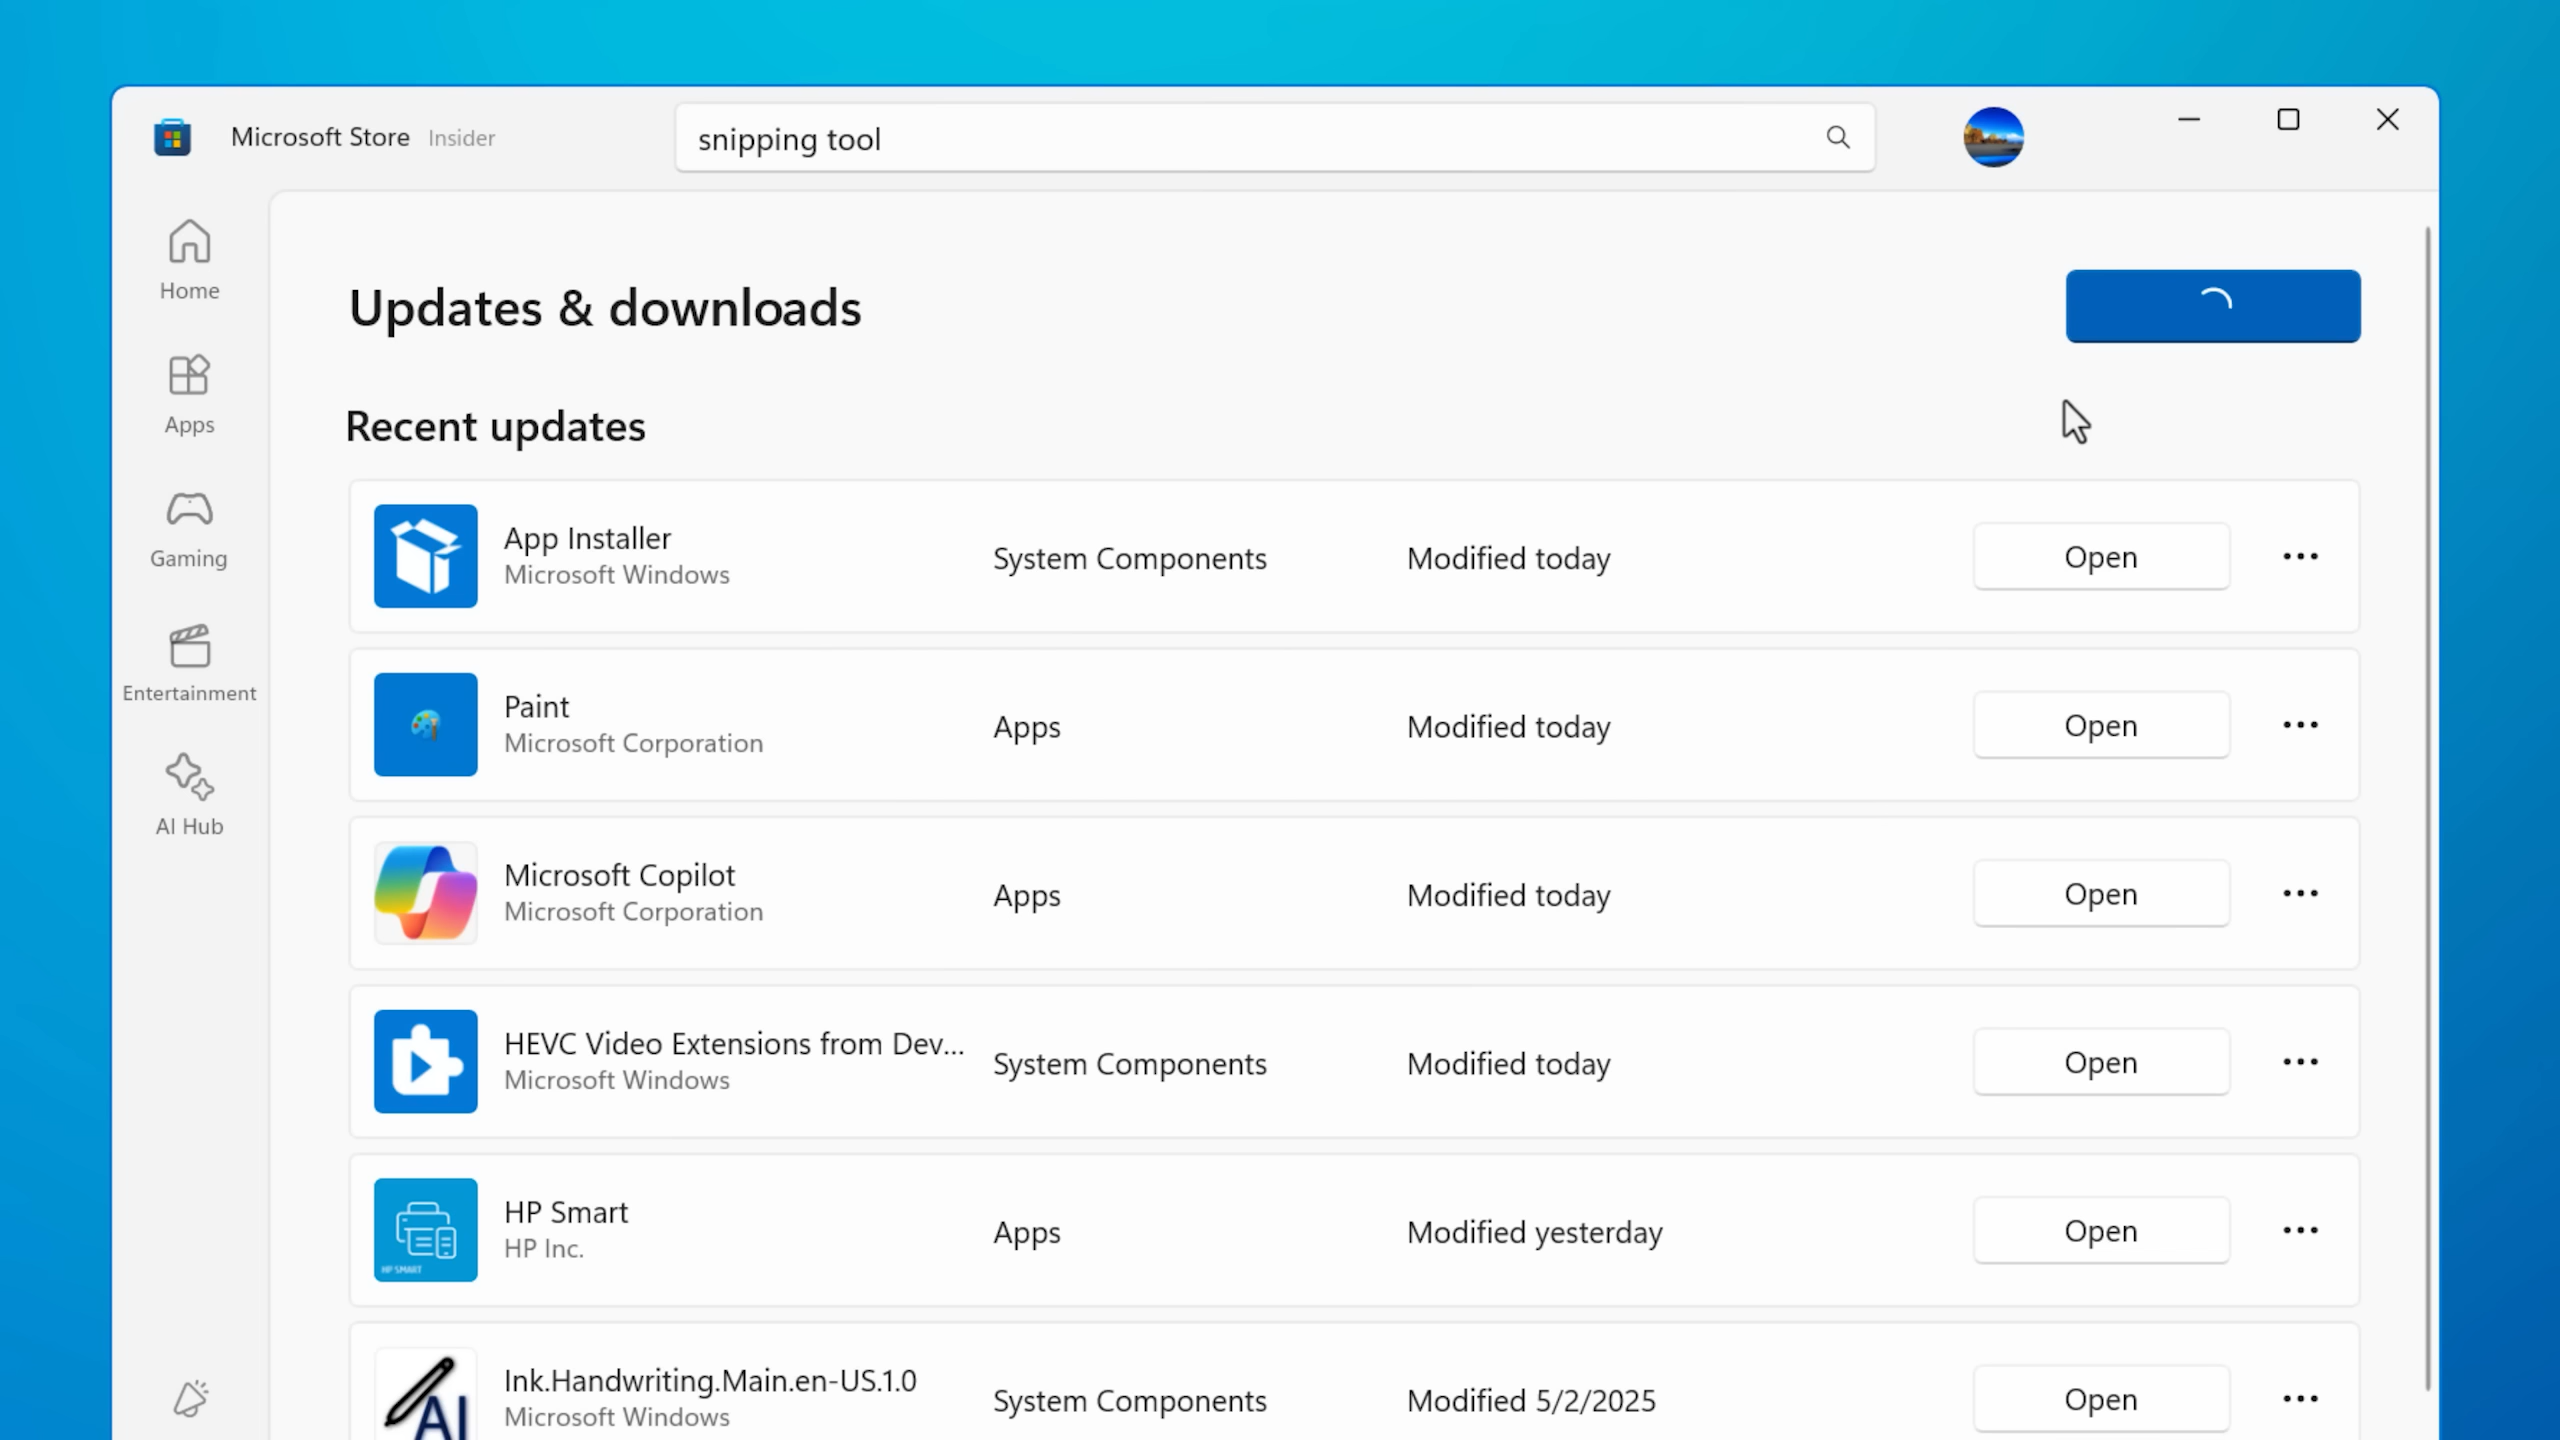 Microsoft Store Insider
snipping tool
Home
Apps
Gaming
Entertainment
AI Hub
Updates & downloads
Recent updates
App Installer
Microsoft Windows
System Components
Modified today
Open
Paint
Microsoft Corporation
Apps
Modified today
Open
Microsoft Copilot
Microsoft Corporation
Apps
Modified today
Open
HEVC Video Extensions from Dev...
Microsoft Windows
System Components
Modified today
Open
HP SMART
HP Smart
HP Inc.
Apps
Modified yesterday
Open
AI
Ink.Handwriting.Main.en-US.1.0
Microsoft Windows
System Components
Modified 5/2/2025
Open